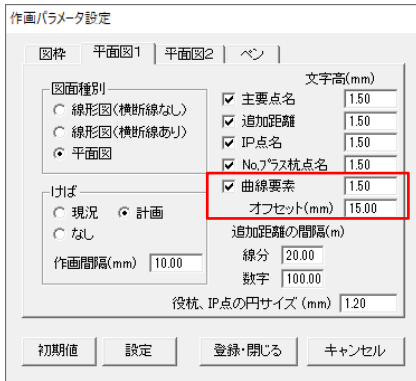 作画パラメータ設定
図枠 平面図1 平面図2 ペン
文字高(mm)
図面種別
線形図(横断線なし)
線形図(横断線あり)
平面図
主要点名 1.50
追加距離 1.50
IP点名 1.50
No,プラス杭点名 1.50
曲線要素 1.50
オフセット(mm) 15.00
けば
現況 計画
なし
作画間隔(mm) 10.00
追加距離の間隔(m)
線分 20.00
数字 100.00
役杭、IP点の円サイズ (mm) 1.20
初期値 設定 登録・閉じる キャンセル